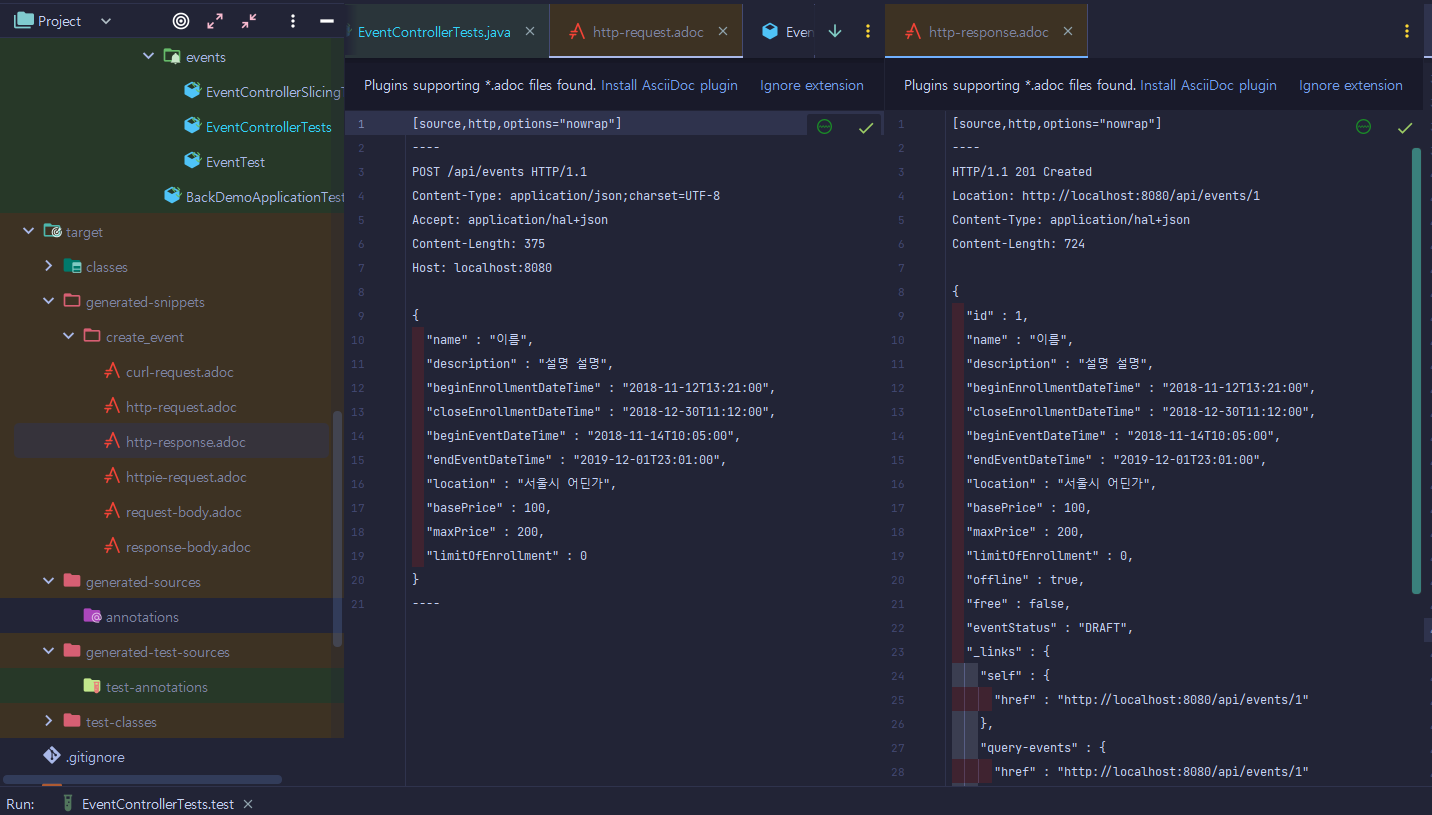 Project
events
EventControllerSlicingT
EventControllerTests
EventTest
BackDemoApplicationTest
target
classes
generated-snippets
create_event
curl-request.adoc
http-request.adoc
http-response.adoc
httpie-request.adoc
request-body.adoc
response-body.adoc
generated-sources
annotations
generated-test-sources
test-annotations
test-classes
.gitignore
EventControllerTests.java
http-request.adoc
Even
Plugins supporting *.adoc files found. Install AsciiDoc plugin Ignore extension
1 [source,http,options="nowrap"]
2 ----
3 POST /api/events HTTP/1.1
4 Content-Type: application/json;charset=UTF-8
5 Accept: application/hal+json
6 Content-Length: 375
7 Host: localhost:8080
8
9 {
10 "name" : "이름",
11 "description" : "설명 설명",
12 "beginEnrollmentDateTime" : "2018-11-12T13:21:00",
13 "closeEnrollmentDateTime" : "2018-12-30T11:12:00",
14 "beginEventDateTime" : "2018-11-14T10:05:00",
15 "endEventDateTime" : "2019-12-01T23:01:00",
16 "location" : "서울시 어딘가",
17 "basePrice" : 100,
18 "maxPrice" : 200,
19 "limitOfEnrollment" : 0
20 }
21 ----
http-response.adoc
Plugins supporting *.adoc files found. Install AsciiDoc plugin Ignore extension
1 [source,http,options="nowrap"]
2 ----
3 HTTP/1.1 201 Created
4 Location: http://localhost:8080/api/events/1
5 Content-Type: application/hal+json
6 Content-Length: 724
7
8 {
9 "id" : 1,
10 "name" : "이름",
11 "description" : "설명 설명",
12 "beginEnrollmentDateTime" : "2018-11-12T13:21:00",
13 "closeEnrollmentDateTime" : "2018-12-30T11:12:00",
14 "beginEventDateTime" : "2018-11-14T10:05:00",
15 "endEventDateTime" : "2019-12-01T23:01:00",
16 "location" : "서울시 어딘가",
17 "basePrice" : 100,
18 "maxPrice" : 200,
19 "limitOfEnrollment" : 0,
20 "offline" : true,
21 "free" : false,
22 "eventStatus" : "DRAFT",
23 "_links" : {
24 "self" : {
25 "href" : "http://localhost:8080/api/events/1"
26 },
27 "query-events" : {
28 "href" : "http://localhost:8080/api/events/1"
Run: EventControllerTests.test